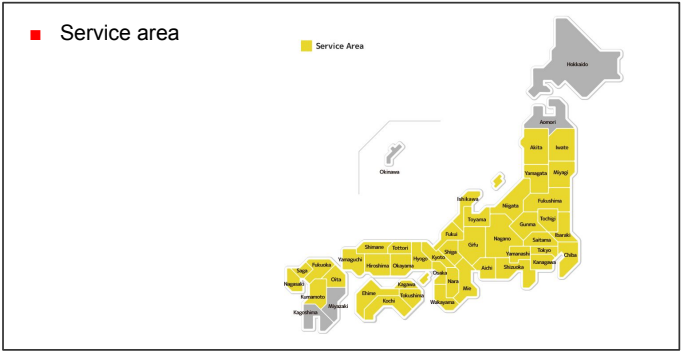 Service area
Service Area
Hokkaido
Aomori
Akita
Iwate
Okinawa
Yamagata
Miyagi
Ishikawa
Niigata
Fukushima
Toyama
Tochigi
Gunma
Fukui
Ibaraki
Gifu
Nagano
Saitama
Shimane
Tottori
Shiga
Tokyo
Yamanashi
Chiba
Hyogo
Kyoto
Yamaguchi
Hiroshima
Okayama
Kanagawa
Fukuoka
Aichi
Shizuoka
Saga
Osaka
Oita
Nara
Nagasaki
Kagawa
Mie
Ehime
Tokushima
Kumamoto
Kochi
Wakayama
Miyazaki
Kagoshima